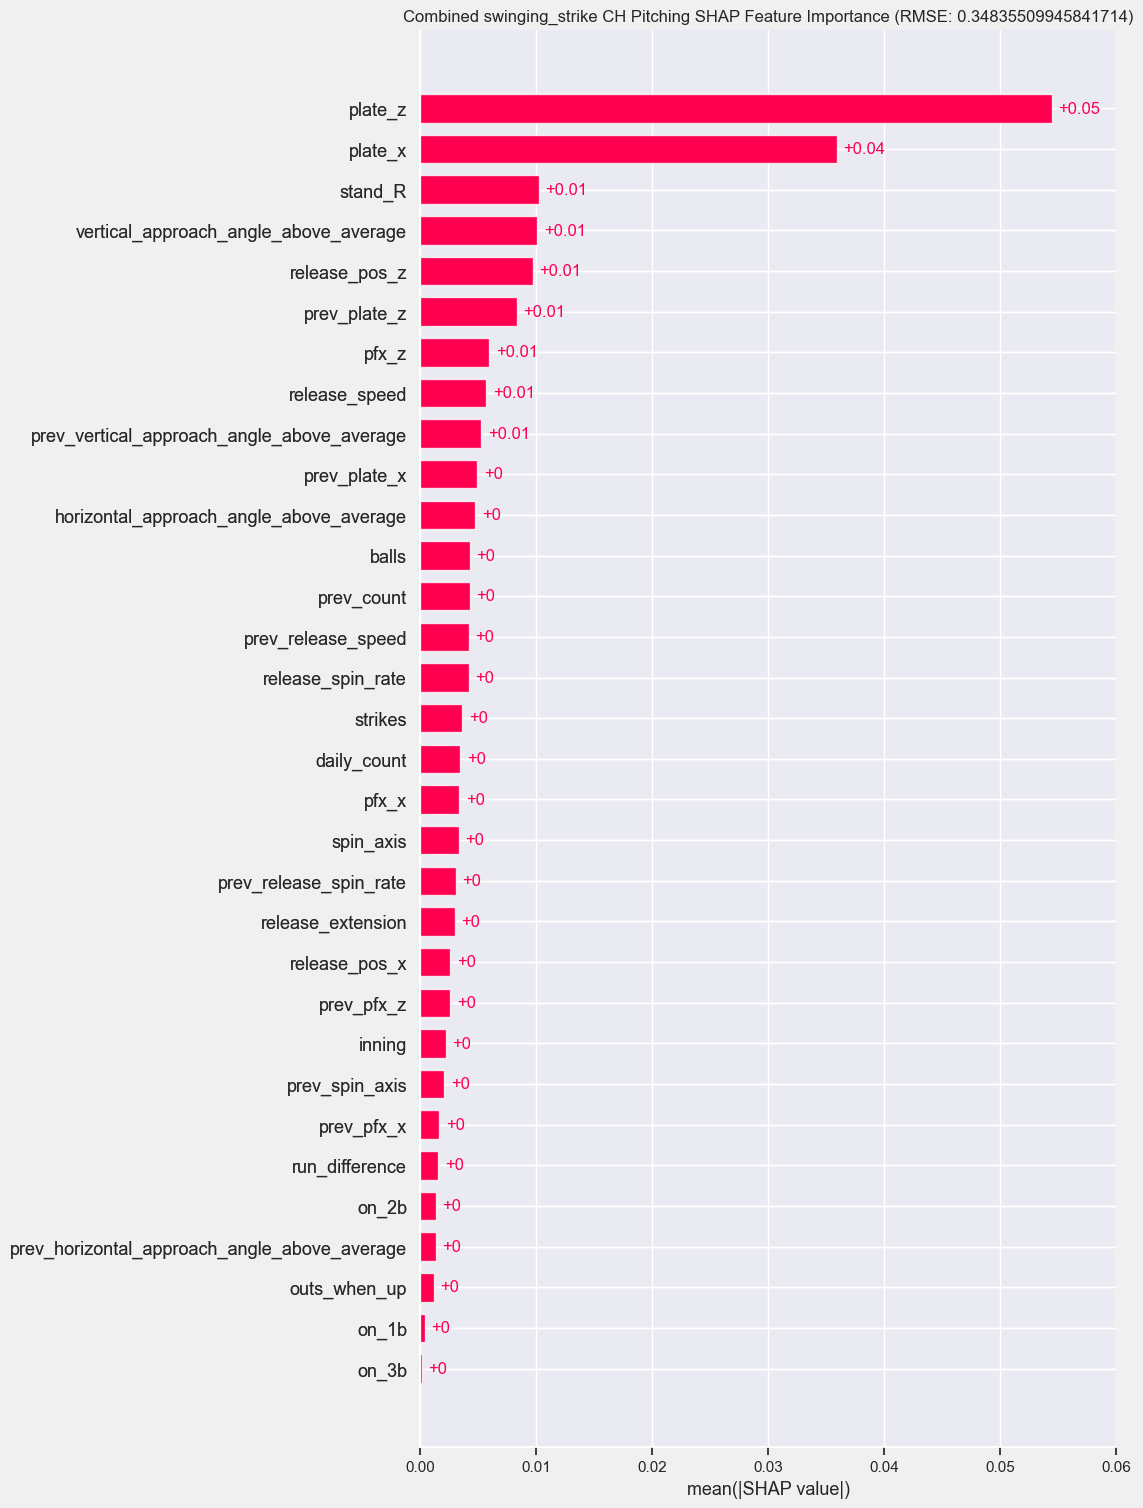 Combined swinging_strike CH Pitching SHAP Feature Importance (RMSE: 0.34835509945841714)
plate_z +0.05
plate_x +0.04
stand_R +0.01
vertical_approach_angle_above_average +0.01
release_pos_z +0.01
prev_plate_z +0.01
pfx_z +0.01
release_speed +0.01
prev_vertical_approach_angle_above_average +0.01
prev_plate_x +0
horizontal_approach_angle_above_average +0
balls +0
prev_count +0
prev_release_speed +0
release_spin_rate +0
strikes +0
daily_count +0
pfx_x +0
spin_axis +0
prev_release_spin_rate +0
release_extension +0
release_pos_x +0
prev_pfx_z +0
inning +0
prev_spin_axis +0
prev_pfx_x +0
run_difference +0
on_2b +0
prev_horizontal_approach_angle_above_average +0
outs_when_up +0
on_1b +0
on_3b +0
0.00 0.01 0.02 0.03 0.04 0.05 0.06
mean(|SHAP value|)